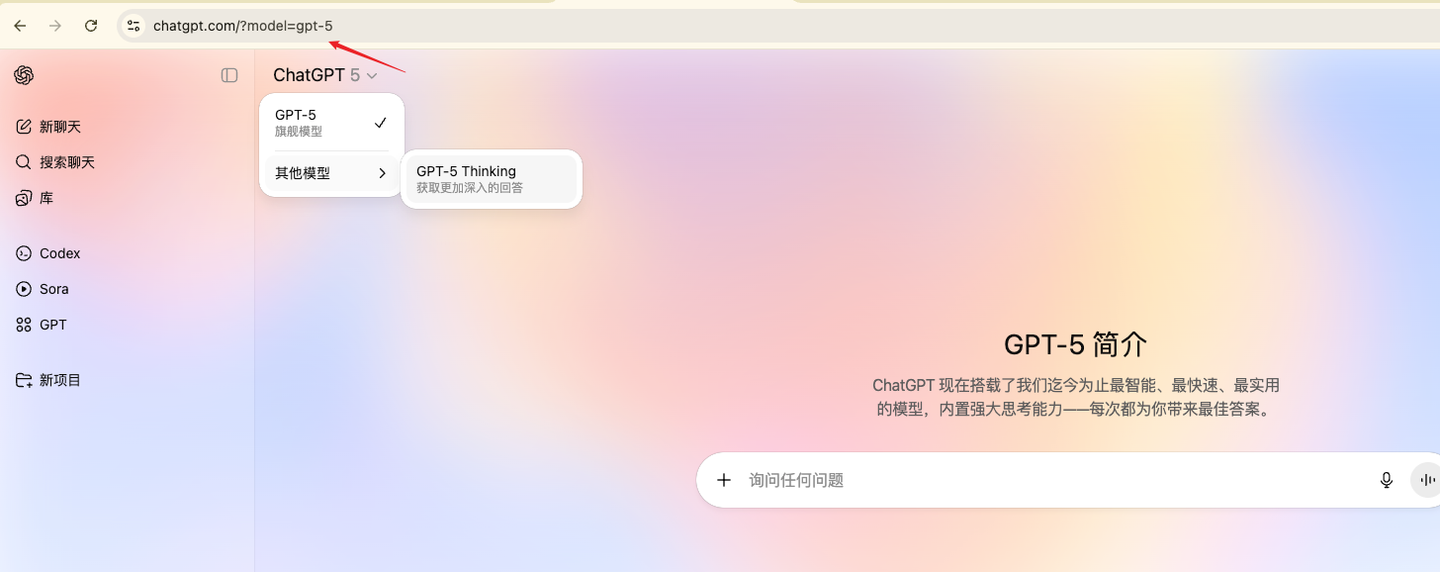 chatgpt.com/?model=gpt-5
ChatGPT 5
GPT-5
旗舰模型
其他模型
GPT-5 Thinking
获取更加深入的回答
新聊天
搜索聊天
库
Codex
Sora
GPT
新项目
GPT-5 简介
ChatGPT 现在搭载了我们迄今为止最智能、最快速、最实用
的模型，内置强大思考能力——每次都为你带来最佳答案。
询问任何问题